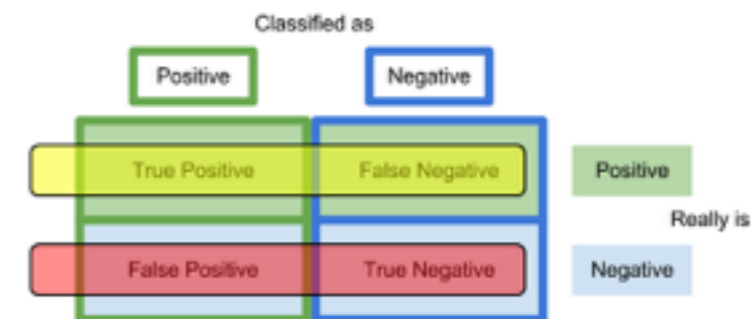 Classified as
Positive Negative
True Positive False Negative Positive
Really is
False Positive True Negative Negative